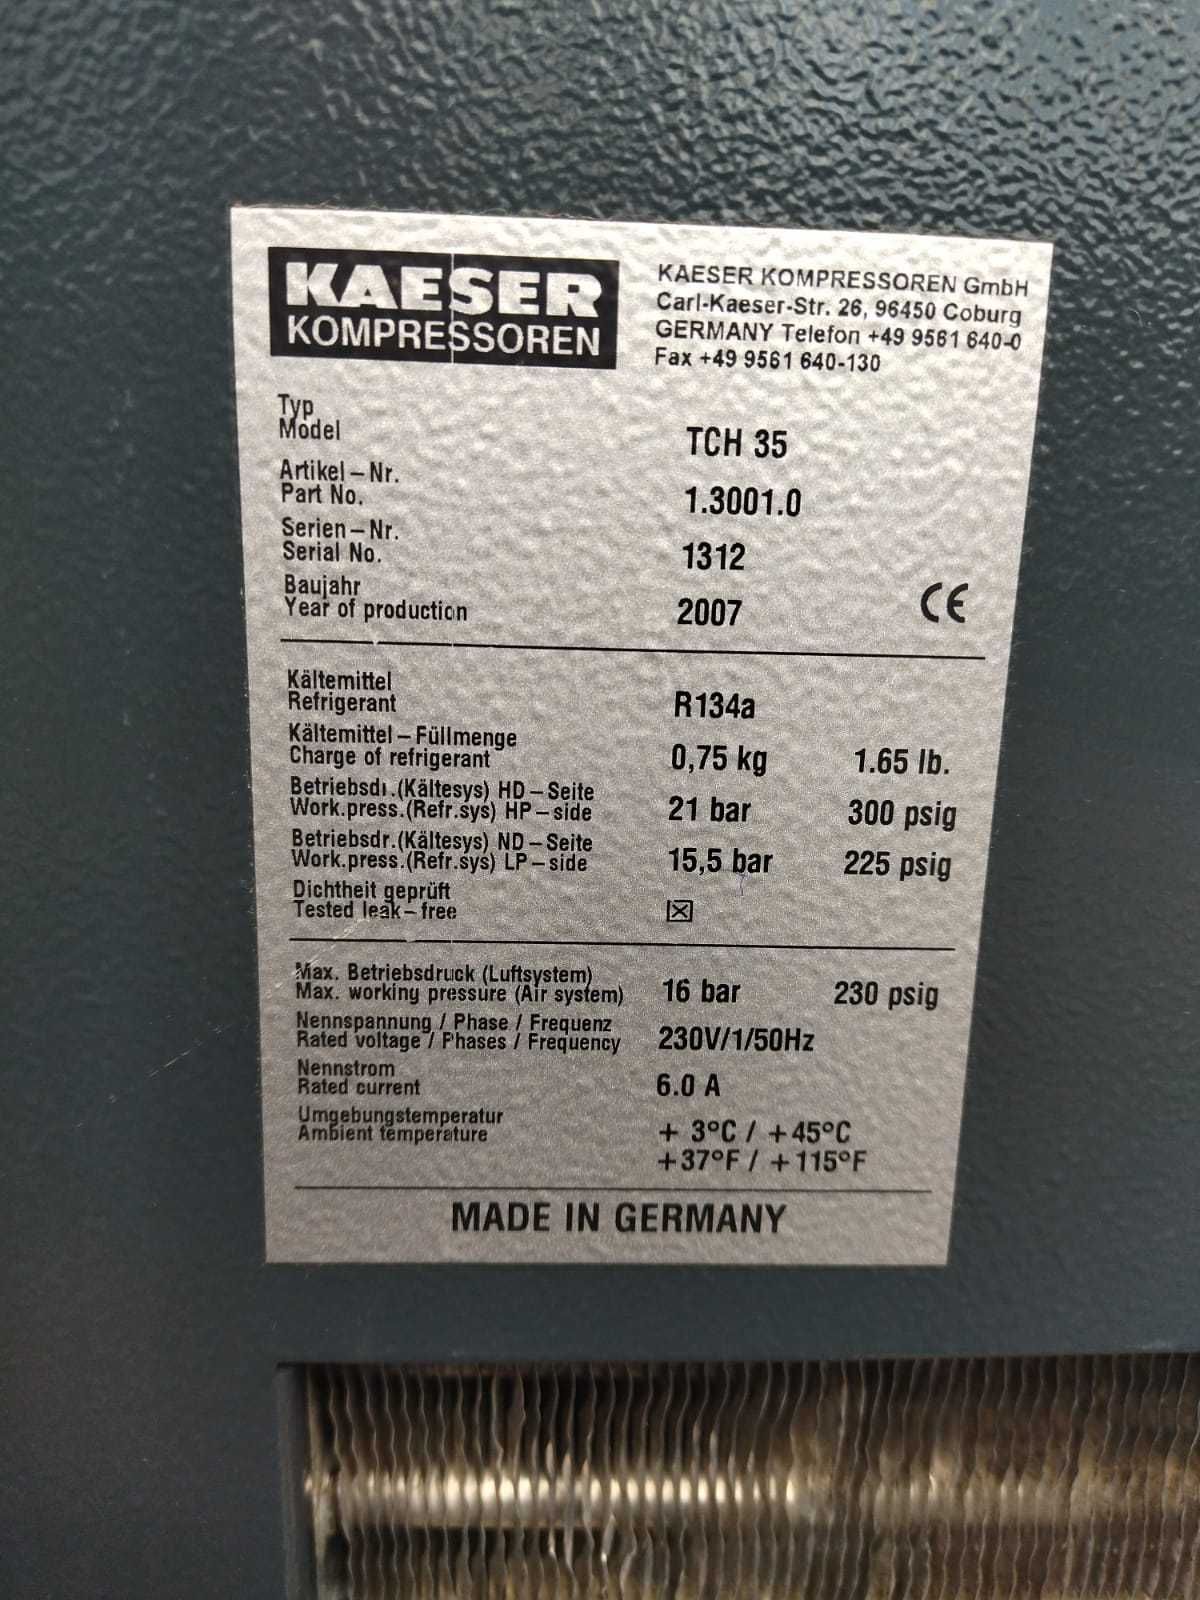 KAESER
KOMPRESSOREN
KAESER KOMPRESSOREN GmbH
Carl-Kaeser-Str. 26, 96450 Coburg
GERMANY Telefon +49 9561 640-0
Fax +49 9561 640-130
Typ
Model TCH 35
Artikel – Nr.
Part No. 1.3001.0
Serien – Nr.
Serial No. 1312
Baujahr
Year of production 2007 CE
Kältemittel
Refrigerant R134a
Kältemittel – Füllmenge
Charge of refrigerant 0,75 kg 1.65 lb.
Betriebsdr.(Kältesys) HD – Seite
Work.press.(Refr.sys) HP – side 21 bar 300 psig
Betriebsdr.(Kältesys) ND – Seite
Work.press.(Refr.sys) LP – side 15,5 bar 225 psig
Dichtheit geprüft
Tested leak – free ☒
Max. Betriebsdruck (Luftsystem)
Max. working pressure (Air system) 16 bar 230 psig
Nennspannung / Phase / Frequenz
Rated voltage / Phases / Frequency 230V/1/50Hz
Nennstrom
Rated current 6.0 A
Umgebungstemperatur
Ambient temperature + 3°C / +45°C
+37°F / +115°F
MADE IN GERMANY